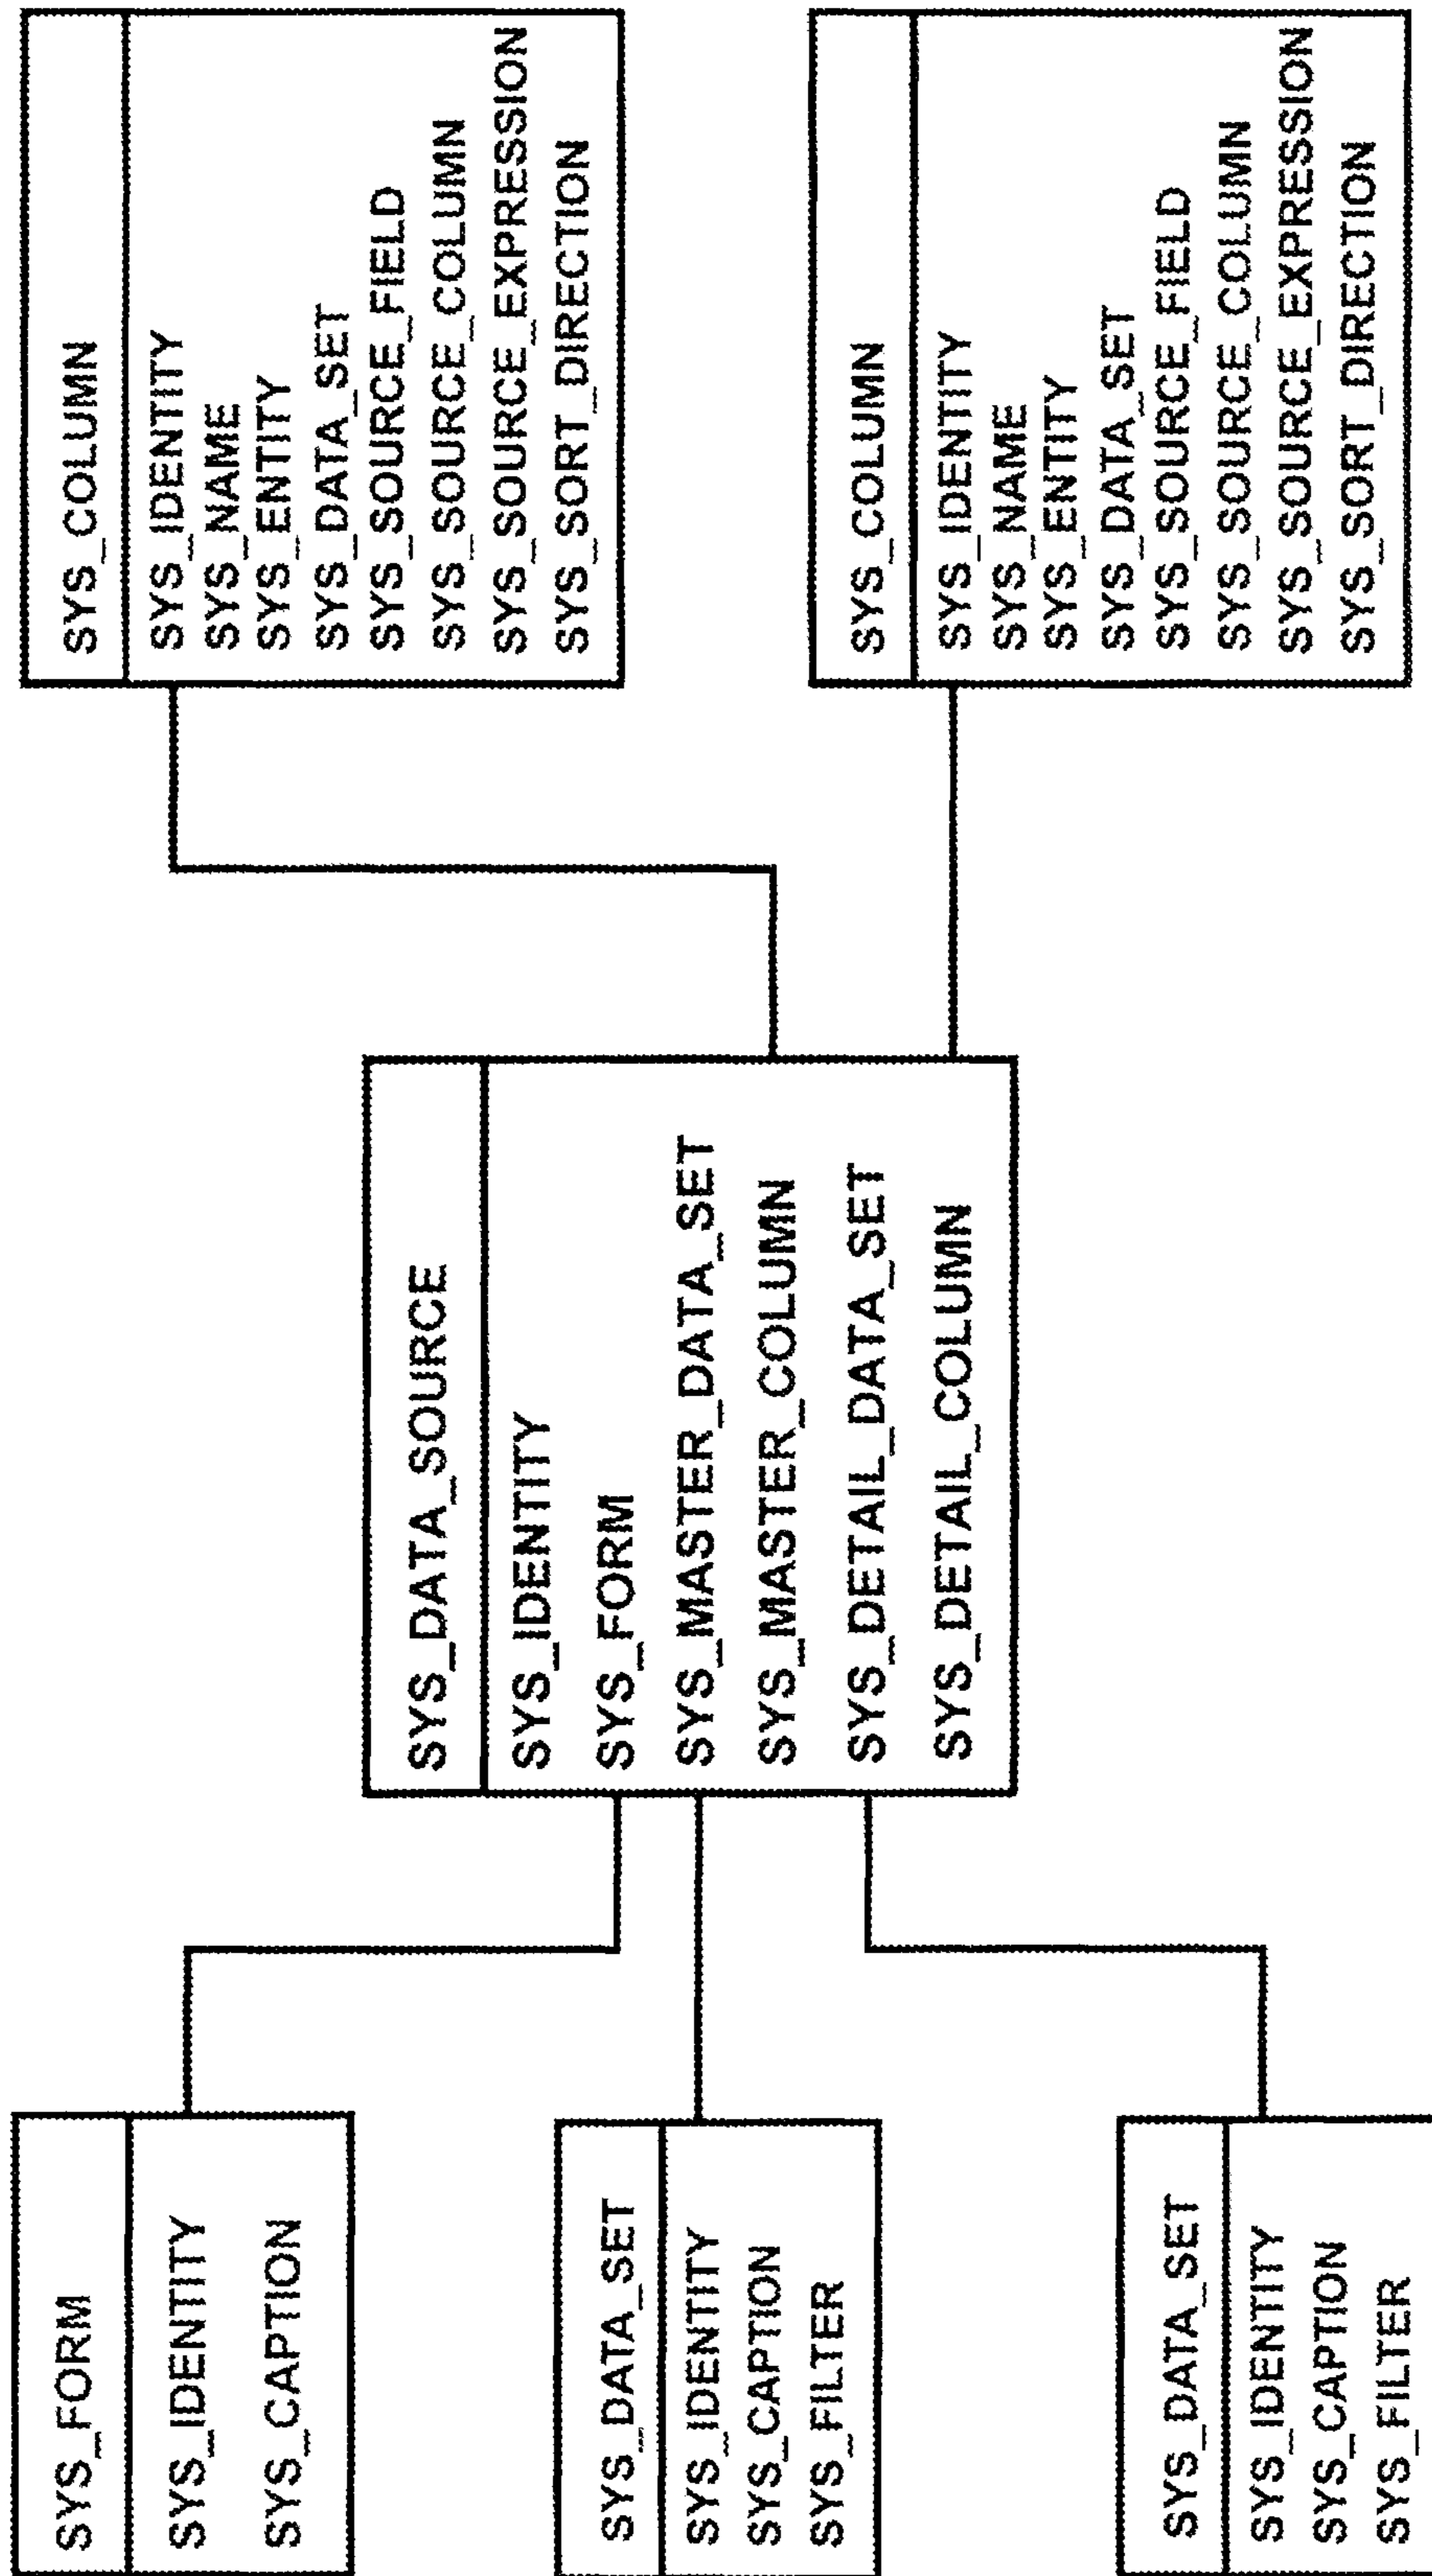 SYS_FORM
SYS_IDENTITY
SYS_CAPTION
SYS_DATA_SET
SYS_IDENTITY
SYS_CAPTION
SYS_FILTER
SYS_DATA_SET
SYS_IDENTITY
SYS_CAPTION
SYS_FILTER
SYS_DATA_SOURCE
SYS_IDENTITY
SYS_FORM
SYS_MASTER_DATA_SET
SYS_MASTER_COLUMN
SYS_DETAIL_DATA_SET
SYS_DETAIL_COLUMN
SYS_COLUMN
SYS_IDENTITY
SYS_NAME
SYS_ENTITY
SYS_DATA_SET
SYS_SOURCE_FIELD
SYS_SOURCE_COLUMN
SYS_SOURCE_EXPRESSION
SYS_SORT_DIRECTION
SYS_COLUMN
SYS_IDENTITY
SYS_NAME
SYS_ENTITY
SYS_DATA_SET
SYS_SOURCE_FIELD
SYS_SOURCE_COLUMN
SYS_SOURCE_EXPRESSION
SYS_SORT_DIRECTION